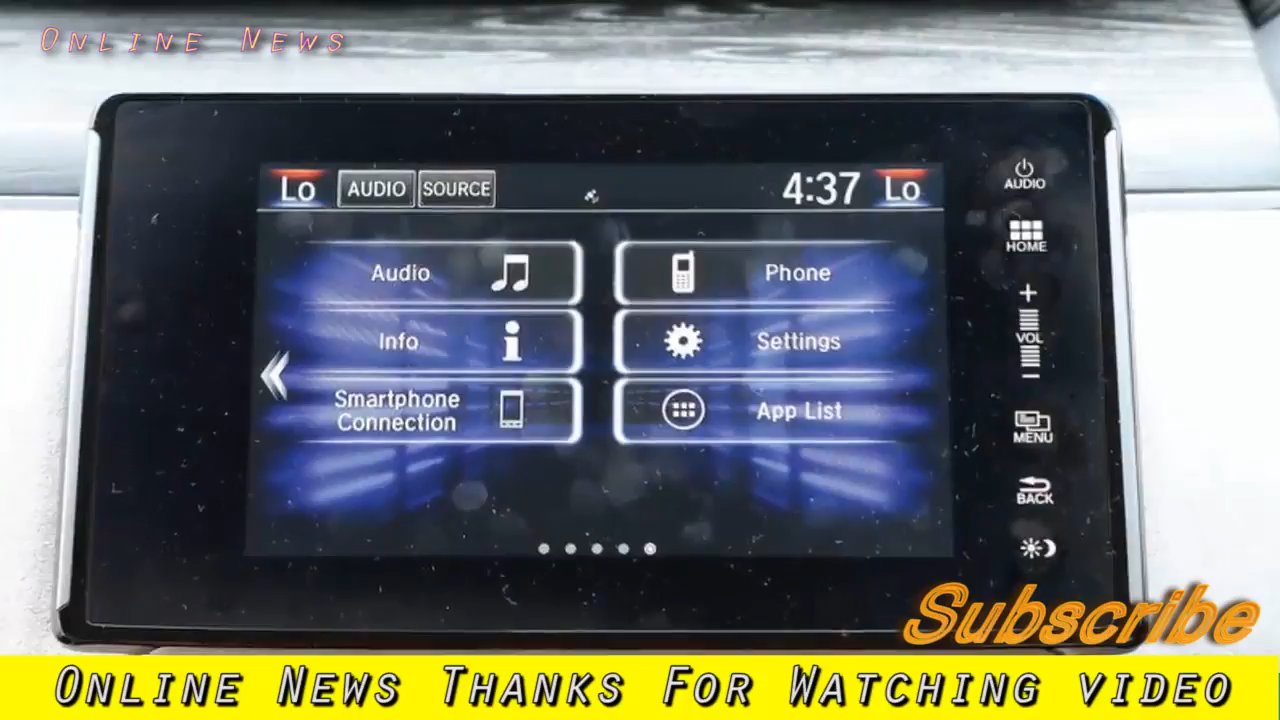 Online News
Lo AUDIO SOURCE 4:37 Lo
AUDIO
HOME
Audio
Phone
+
VOL
-
Info
Settings
Smartphone
Connection
App List
MENU
BACK
Subscribe
Online News Thanks For Watching video